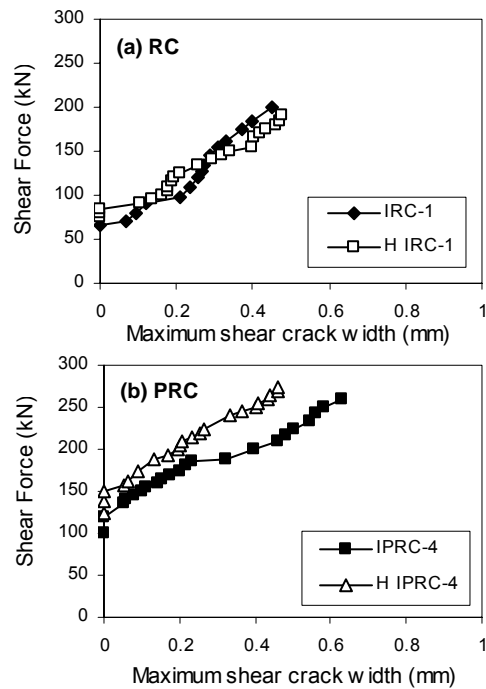 (a) RC
Shear Force (kN)
300
250
200
150
100
50
0
IRC-1
H IRC-1
0 0.2 0.4 0.6 0.8 1
Maximum shear crack width (mm)
(b) PRC
Shear Force (kN)
300
250
200
150
100
50
0
IPRC-4
H IPRC-4
0 0.2 0.4 0.6 0.8 1
Maximum shear crack width (mm)